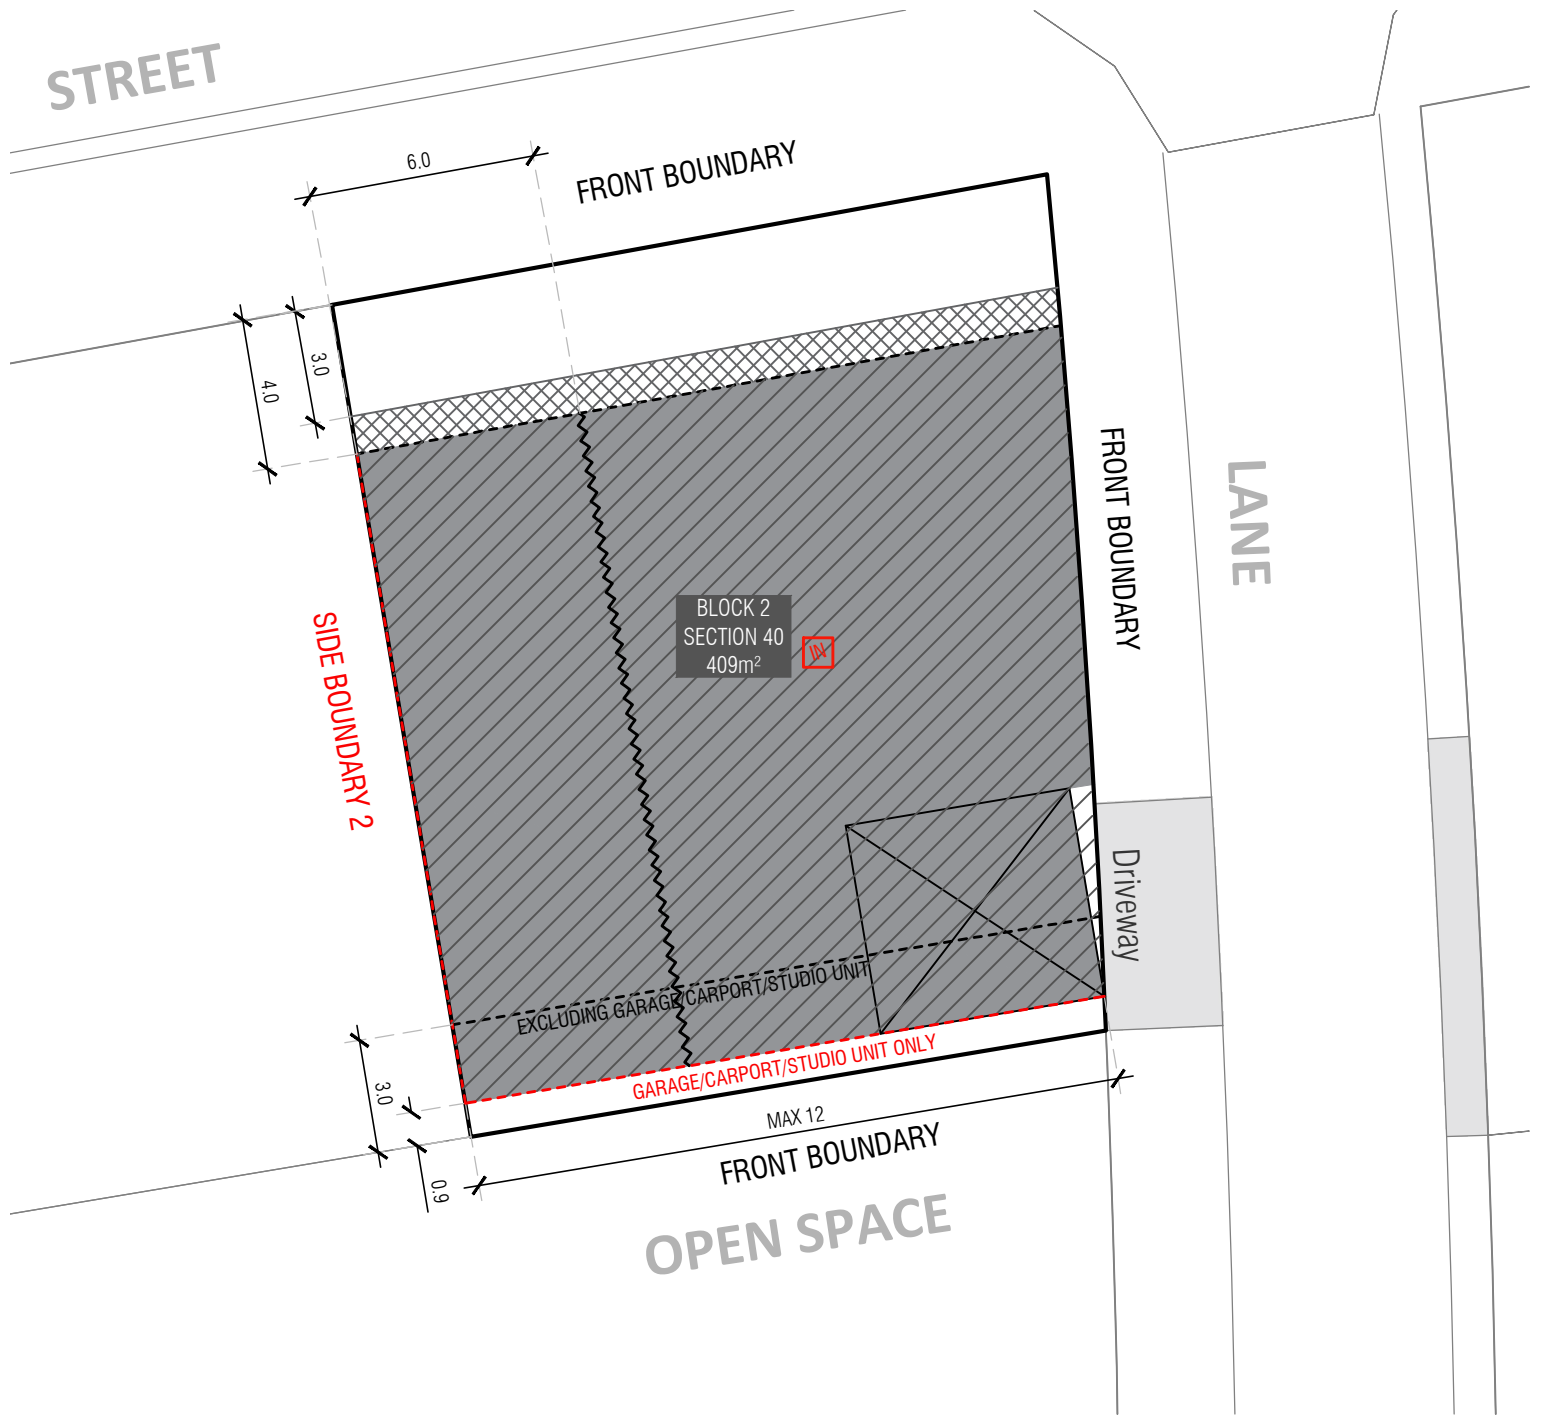 STREET
6.0
FRONT BOUNDARY
3.0
4.0
FRONT BOUNDARY
LANE
BLOCK 2
SECTION 40
409m²
IN
SIDE BOUNDARY 2
Driveway
EXCLUDING GARAGE/CARPORT/STUDIO UNIT
GARAGE/CARPORT/STUDIO UNIT ONLY
3.0
MAX 12
FRONT BOUNDARY
0.9
OPEN SPACE